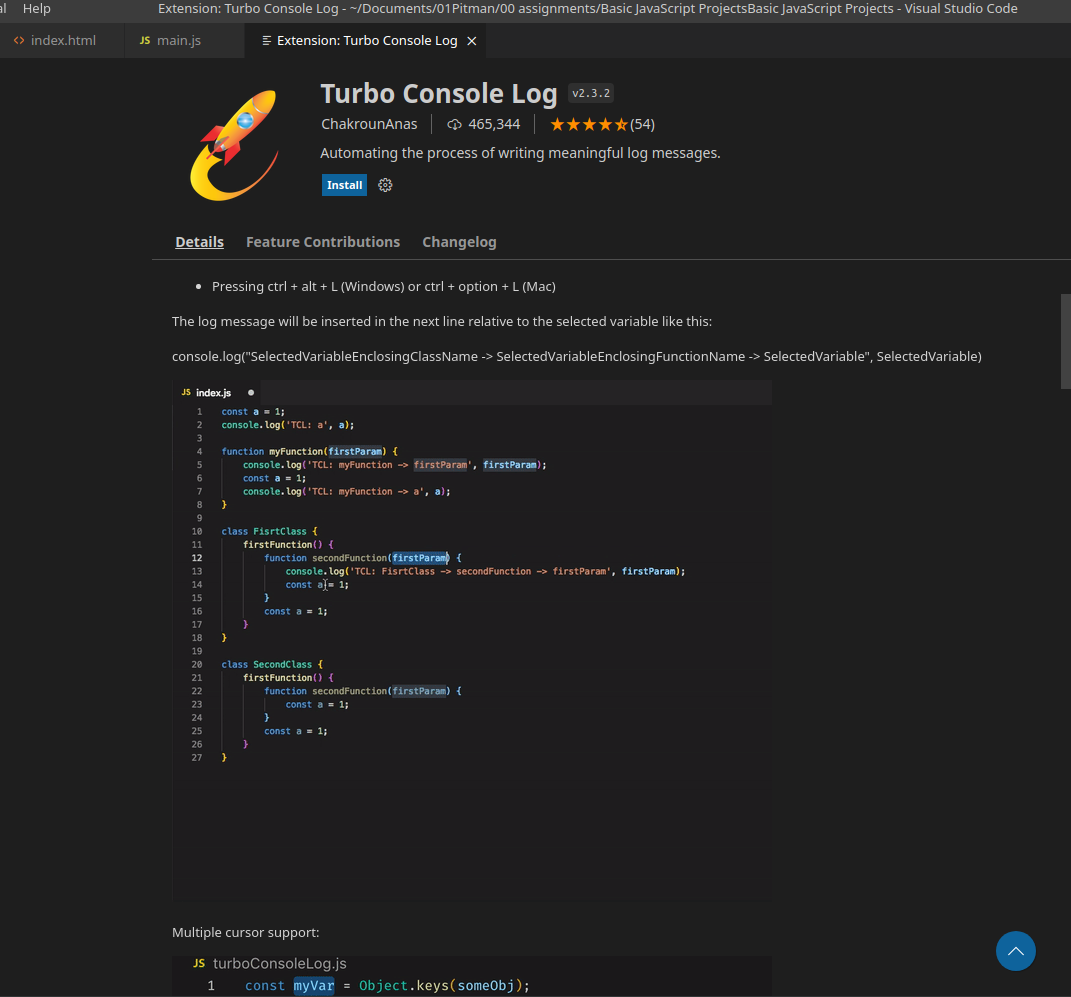 al Help Extension: Turbo Console Log - ~/Documents/01Pitman/00 assignments/Basic JavaScript ProjectsBasic JavaScript Projects - Visual Studio Code
<> index.html JS main.js Extension: Turbo Console Log ×
Turbo Console Log v2.3.2
ChakrounAnas 465,344 ★★★★⯪(54)
Automating the process of writing meaningful log messages.
Install
Details Feature Contributions Changelog
• Pressing ctrl + alt + L (Windows) or ctrl + option + L (Mac)
The log message will be inserted in the next line relative to the selected variable like this:
console.log("SelectedVariableEnclosingClassName -> SelectedVariableEnclosingFunctionName -> SelectedVariable", SelectedVariable)
JS index.js ●
1 const a = 1;
2 console.log('TCL: a', a);
3
4 function myFunction(firstParam) {
5 console.log('TCL: myFunction -> firstParam', firstParam);
6 const a = 1;
7 console.log('TCL: myFunction -> a', a);
8 }
9
10 class FisrtClass {
11 firstFunction() {
12 function secondFunction(firstParam) {
13 console.log('TCL: FisrtClass -> secondFunction -> firstParam', firstParam);
14 const a = 1;
15 }
16 const a = 1;
17 }
18 }
19
20 class SecondClass {
21 firstFunction() {
22 function secondFunction(firstParam) {
23 const a = 1;
24 }
25 const a = 1;
26 }
27 }
Multiple cursor support:
JS turboConsoleLog.js
1 const myVar = Object.keys(someObj);